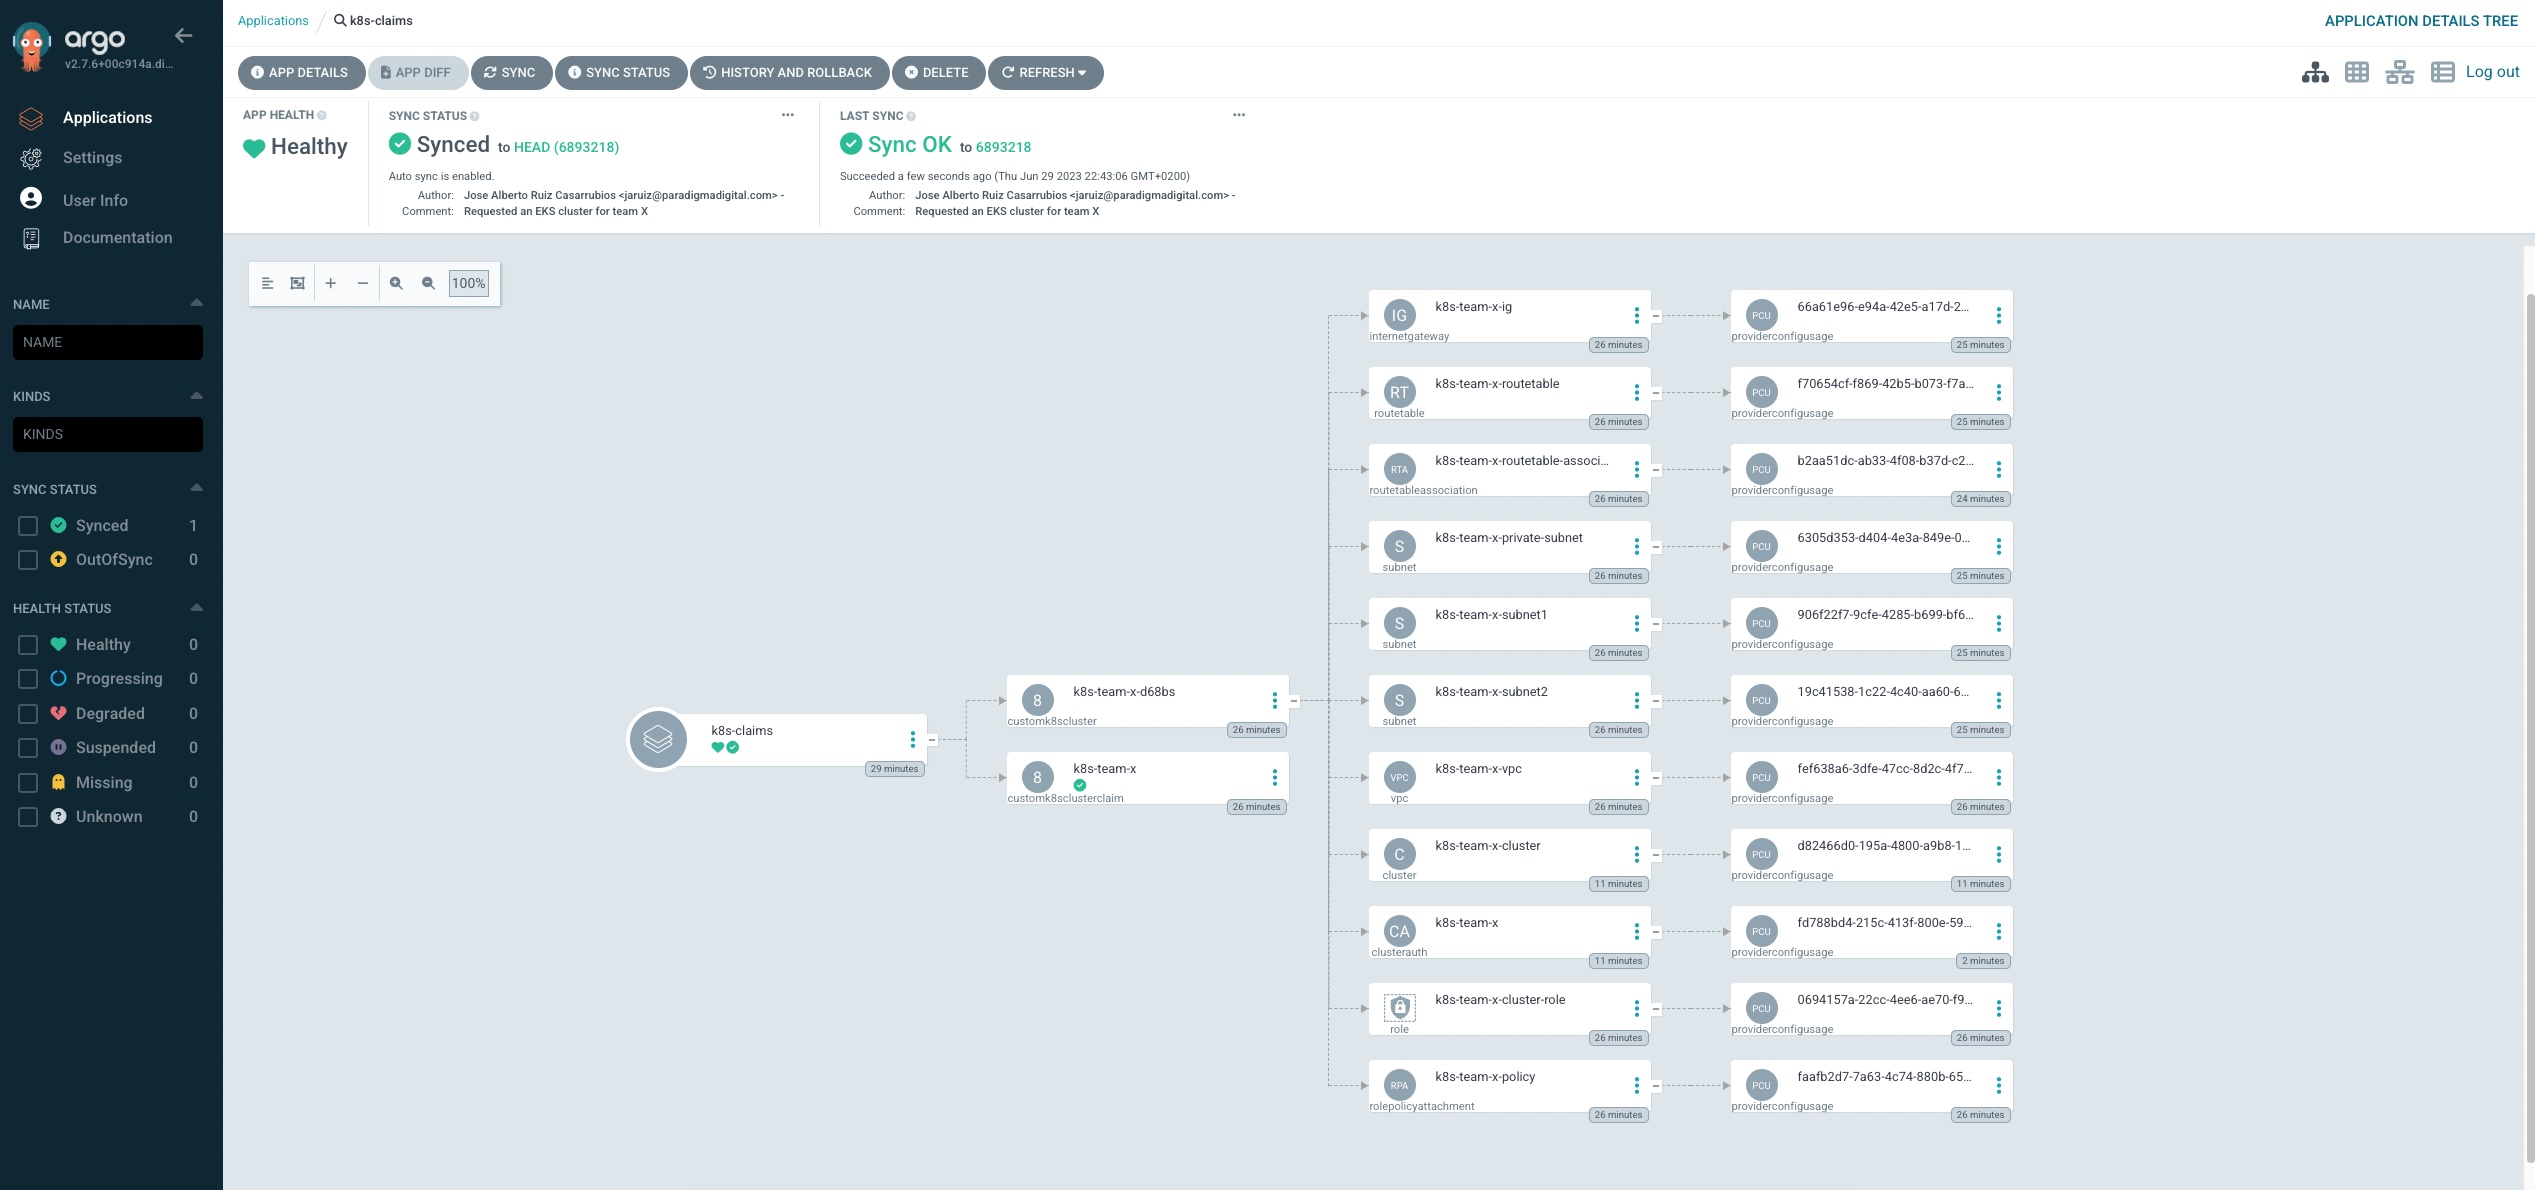 Applications / k8s-claims
APPLICATION DETAILS TREE
argo
v2.7.6+00c914a.di...
Applications
Settings
User Info
Documentation
NAME
NAME
KINDS
KINDS
SYNC STATUS
Synced 1
OutOfSync 0
HEALTH STATUS
Healthy 0
Progressing 0
Degraded 0
Suspended 0
Missing 0
Unknown 0
APP DETAILS
APP DIFF
SYNC
SYNC STATUS
HISTORY AND ROLLBACK
DELETE
REFRESH
Log out
APP HEALTH
Healthy
SYNC STATUS
Synced to HEAD (6893218)
Auto sync is enabled.
Author: Jose Alberto Ruiz Casarrubios <jaruiz@paradigmadigital.com> -
Comment: Requested an EKS cluster for team X
LAST SYNC
Sync OK to 6893218
Succeeded a few seconds ago (Thu Jun 29 2023 22:43:06 GMT+0200)
Author: Jose Alberto Ruiz Casarrubios <jaruiz@paradigmadigital.com> -
Comment: Requested an EKS cluster for team X
100%
k8s-claims
29 minutes
8
k8s-team-x-d68bs
customk8scluster
26 minutes
8
k8s-team-x
customk8sclusterclaim
26 minutes
IG
k8s-team-x-ig
internetgateway
26 minutes
PCU
66a61e96-e94a-42e5-a17d-2...
providerconfigusage
25 minutes
RT
k8s-team-x-routetable
routetable
26 minutes
PCU
f70654cf-f869-42b5-b073-f7a...
providerconfigusage
25 minutes
RTA
k8s-team-x-routetable-associ...
routetableassociation
26 minutes
PCU
b2aa51dc-ab33-4f08-b37d-c2...
providerconfigusage
24 minutes
S
k8s-team-x-private-subnet
subnet
26 minutes
PCU
6305d353-d404-4e3a-849e-0...
providerconfigusage
25 minutes
S
k8s-team-x-subnet1
subnet
26 minutes
PCU
906f22f7-9cfe-4285-b699-bf6...
providerconfigusage
25 minutes
S
k8s-team-x-subnet2
subnet
26 minutes
PCU
19c41538-1c22-4c40-aa60-6...
providerconfigusage
25 minutes
VPC
k8s-team-x-vpc
vpc
26 minutes
PCU
fef638a6-3dfe-47cc-8d2c-4f7...
providerconfigusage
26 minutes
C
k8s-team-x-cluster
cluster
11 minutes
PCU
d82466d0-195a-4800-a9b8-1...
providerconfigusage
11 minutes
CA
k8s-team-x
clusterauth
11 minutes
PCU
fd788bd4-215c-413f-800e-59...
providerconfigusage
2 minutes
k8s-team-x-cluster-role
role
26 minutes
PCU
0694157a-22cc-4ee6-ae70-f9...
providerconfigusage
26 minutes
RPA
k8s-team-x-policy
rolepolicyattachment
26 minutes
PCU
faafb2d7-7a63-4c74-880b-65...
providerconfigusage
26 minutes